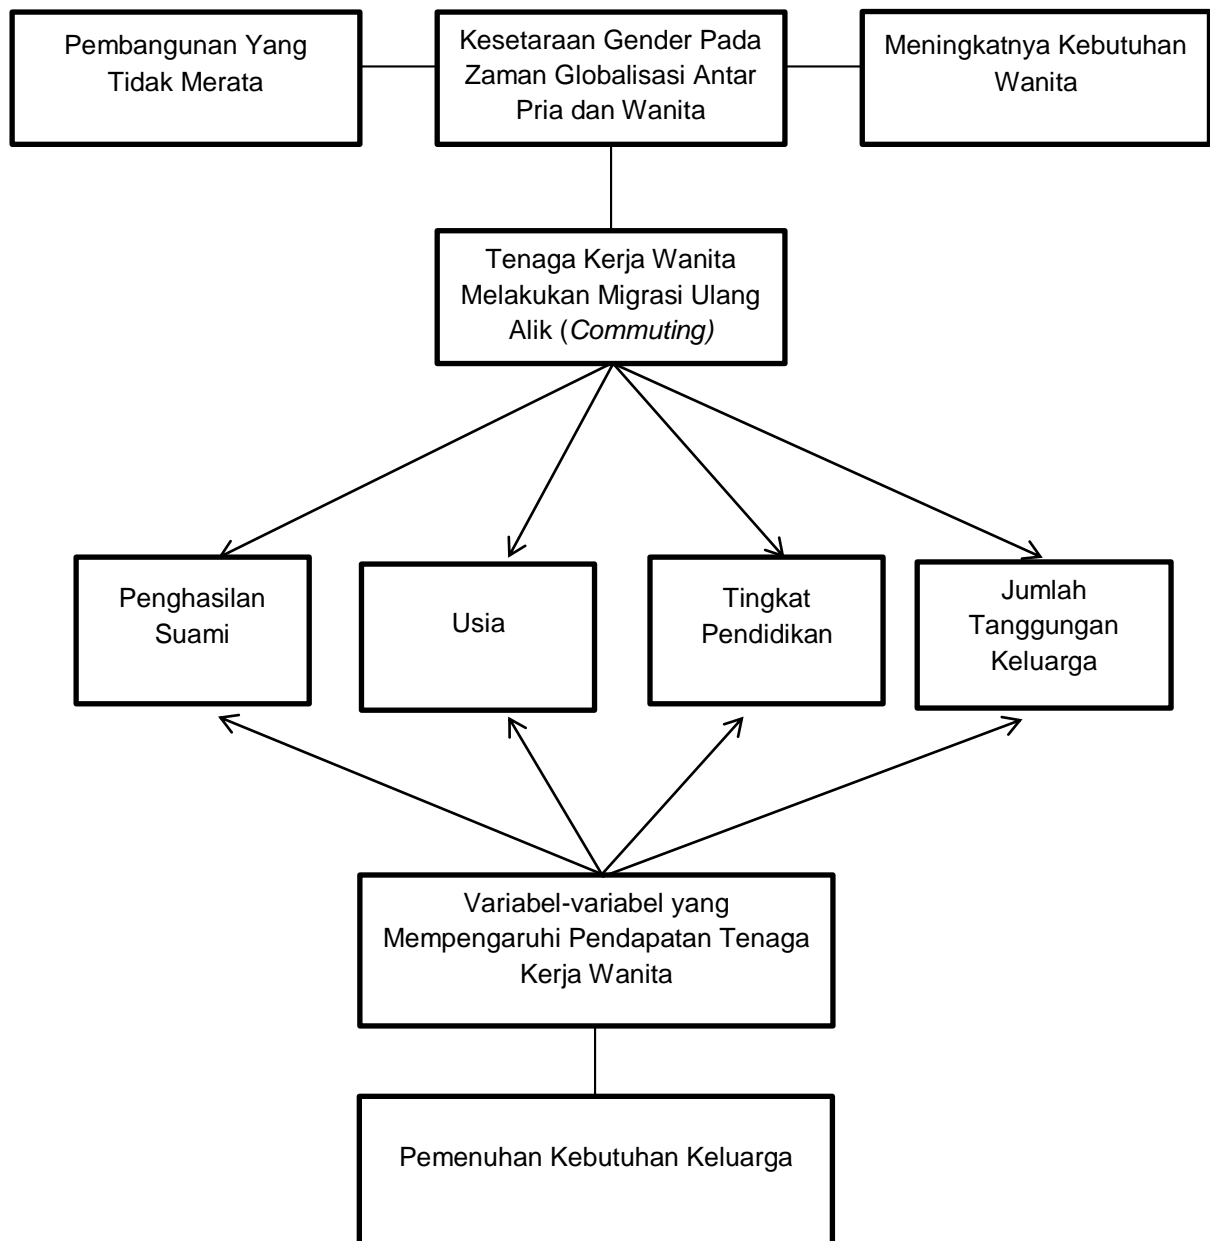 Pembangunan Yang
Tidak Merata
Kesetaraan Gender Pada
Zaman Globalisasi Antar
Pria dan Wanita
Meningkatnya Kebutuhan
Wanita
Tenaga Kerja Wanita
Melakukan Migrasi Ulang
Alik (Commuting)
Penghasilan
Suami
Usia
Tingkat
Pendidikan
Jumlah
Tanggungan
Keluarga
Variabel-variabel yang
Mempengaruhi Pendapatan Tenaga
Kerja Wanita
Pemenuhan Kebutuhan Keluarga